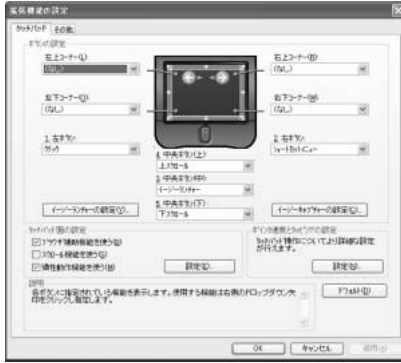 拡張機能の設定
タッチパッド その他
ボタンの設定
左上コーナー(L) 右上コーナー(R)
(なし) (なし)
左下コーナー(O) 右下コーナー(W)
(なし) (なし)
1. 左ボタン 2. 右ボタン
クリック ショートカットメニュー
4. 中央ボタン(上)
上スクロール
3. 中央ボタン(中)
イージーランチャー
5. 中央ボタン(下)
下スクロール
イージーランチャーの設定(V)... イージーキャプチャーの設定(C)...
タッチパッド面の設定 ポインタ速度とタッピングの設定
ブラウザ補助機能を使う(U) タッチパッド操作についてより詳細な設定
スクロール機能を使う(G) が行えます。
慣性動作機能を使う(M) 設定(E)... 設定(N)...
説明
各ボタンに指定されている機能を表示します。使用する機能は右側のドロップダウン矢 デフォルト(D)
印をクリックし指定します。
OK キャンセル 適用(A)